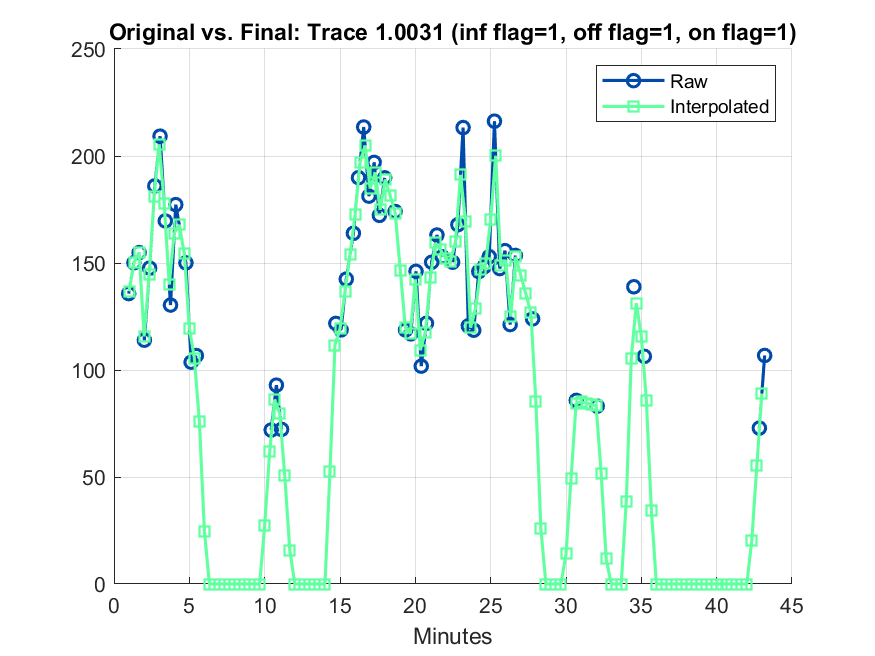 Original vs. Final: Trace 1.0031 (inf flag=1, off flag=1, on flag=1)
250
200
150
100
50
0
Raw
Interpolated
0 5 10 15 20 25 30 35 40 45
Minutes